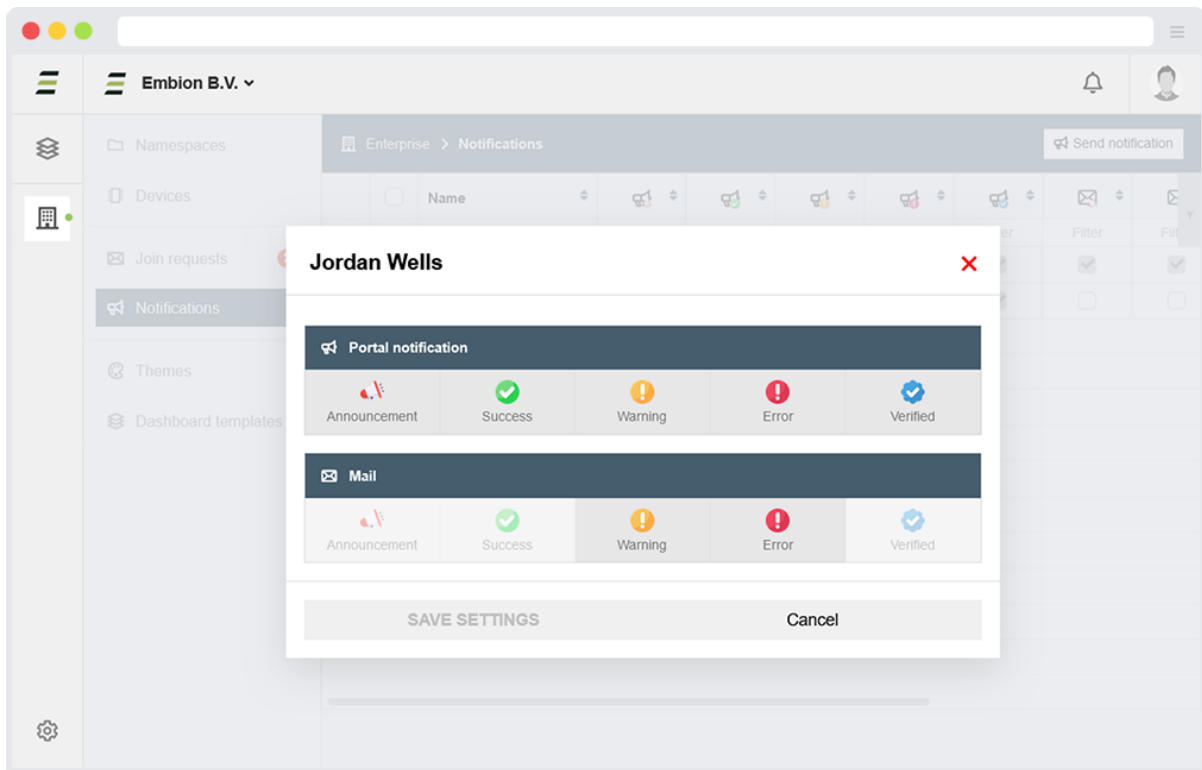 Embion B.V.
Namespaces
Enterprise > Notifications
Send notification
Devices
Name
Filter
Join requests
Jordan Wells
Notifications
Portal notification
Announcement
Success
Warning
Error
Verified
Themes
Dashboard templates
Mail
Announcement
Success
Warning
Error
Verified
SAVE SETTINGS
Cancel